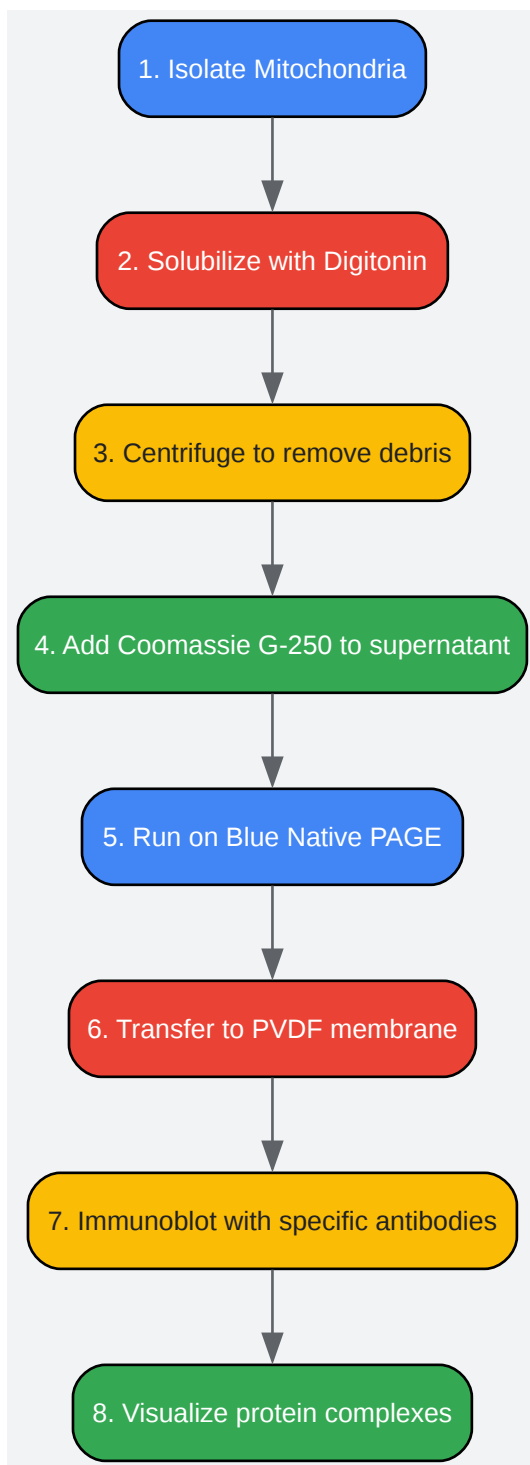 1. Isolate Mitochondria
2. Solubilize with Digitonin
3. Centrifuge to remove debris
4. Add Coomassie G-250 to supernatant
5. Run on Blue Native PAGE
6. Transfer to PVDF membrane
7. Immunoblot with specific antibodies
8. Visualize protein complexes